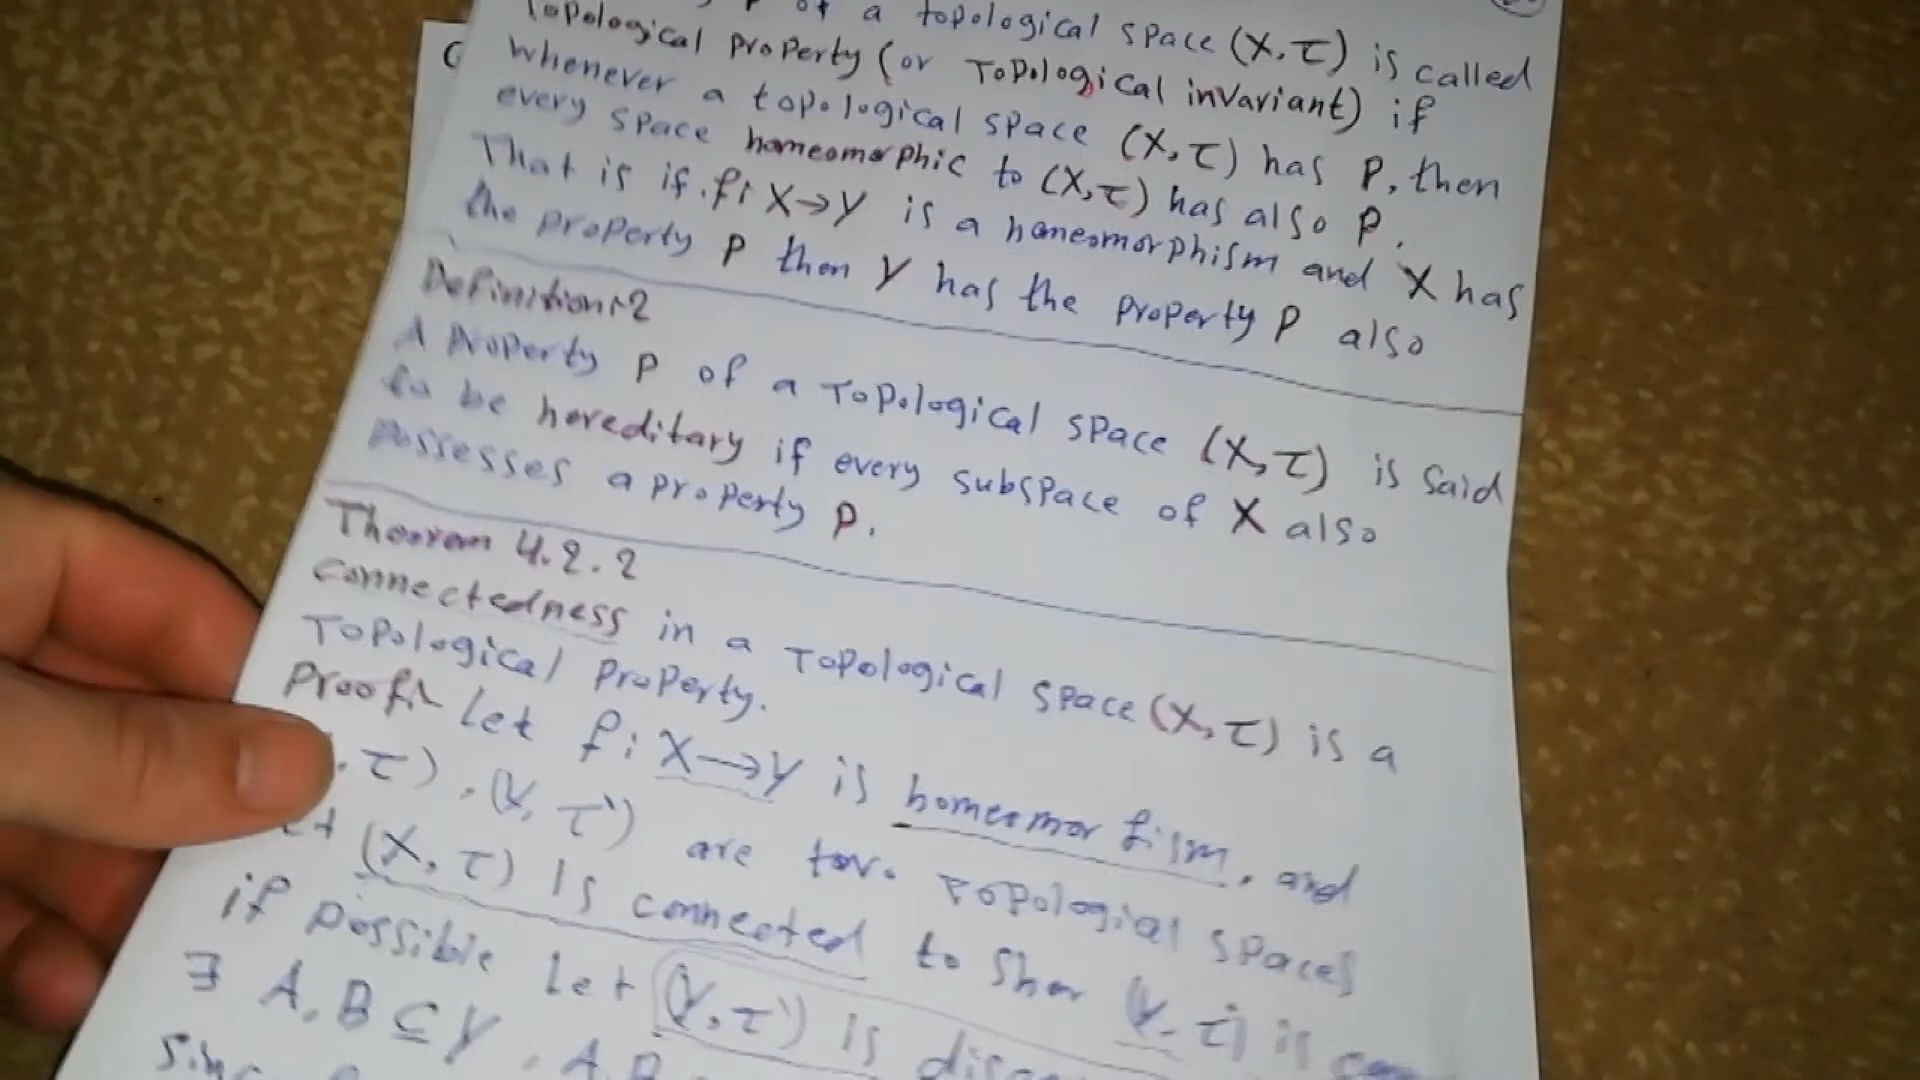 P of a topological space (X, τ) is called
Topological property (or Topological invariant) if
whenever a topological space (X, τ) has P, then
every space homeomorphic to (X, τ) has also P.
That is if f: X→Y is a homeomorphism and X has
the property P then Y has the property P also
Definition:-2
A property P of a Topological space (X, τ) is said
to be hereditary if every subspace of X also
possesses a property P.
Theorem 4.2.2
connectedness in a Topological space (X, τ) is a
Topological property.
Proof:- Let f: X→Y is homeomorfism, and
, τ), (Y, τ') are tow. Topological spaces
(X, τ) is connected to show (Y, τ') is
if possible Let (Y, τ') is
∃ A, B ⊆ Y, A, B